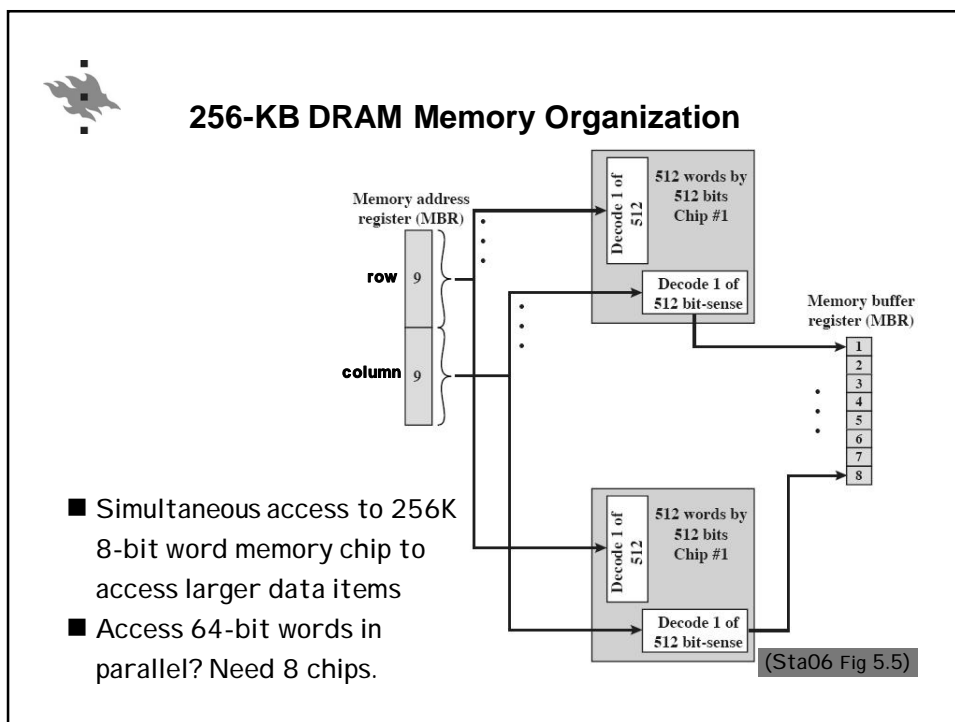 256-KB DRAM Memory Organization
Memory address
register (MBR)
row
9
column
9
Decode 1 of
512
512 words by
512 bits
Chip #1
Decode 1 of
512 bit-sense
Memory buffer
register (MBR)
1
2
3
4
5
6
7
8
Decode 1 of
512
512 words by
512 bits
Chip #1
Decode 1 of
512 bit-sense
■ Simultaneous access to 256K
8-bit word memory chip to
access larger data items
■ Access 64-bit words in
parallel? Need 8 chips.
(Sta06 Fig 5.5)